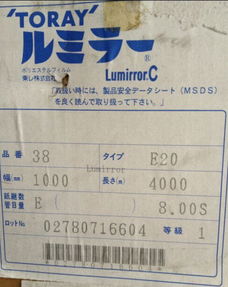 'TORAY'
ルミラー®
ポリエステルフィルム
東レ株式会社
Lumirror.C
「取扱い時には、製品安全データシート(MSDS)
を良く読んで取り扱って下さい。」
品番 38 タイプ E20
Lumirror
幅(mm) 1000 長さ(m) 4000
紙継数
管目量 E ( ) 8.00S
ロットNo 02780716604 等級 1